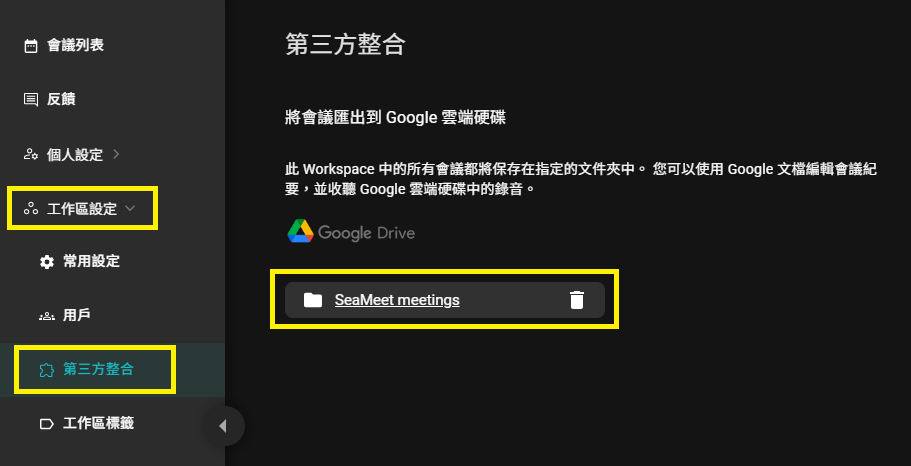 會議列表
反饋
個人設定
工作區設定
常用設定
用戶
第三方整合
工作區標籤
第三方整合
將會議匯出到 Google 雲端硬碟
此 Workspace 中的所有會議都將保存在指定的文件夾中。 您可以使用 Google 文檔編輯會議紀
要，並收聽 Google 雲端硬碟中的錄音。
Google Drive
SeaMeet meetings